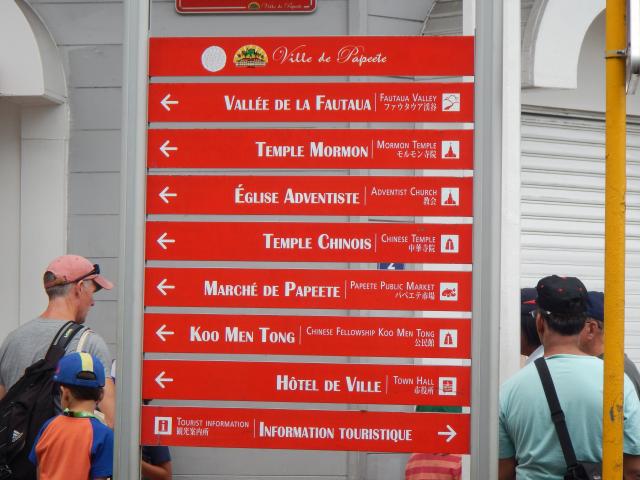 Ville de Papeete
Ville de Papeete
← VALLÉE DE LA FAUTAUA | FAUTAUA VALLEY
ファウタウア渓谷
← TEMPLE MORMON | MORMON TEMPLE
モルモン寺院
← ÉGLISE ADVENTISTE | ADVENTIST CHURCH
教会
← TEMPLE CHINOIS | CHINESE TEMPLE
中華寺院
2
← MARCHÉ DE PAPEETE | PAPEETE PUBLIC MARKET
パペエテ市場
← KOO MEN TONG | CHINESE FELLOWSHIP KOO MEN TONG
公民館
← HÔTEL DE VILLE | TOWN HALL
市役所
i TOURIST INFORMATION | INFORMATION TOURISTIQUE →
観光案内所
adidas